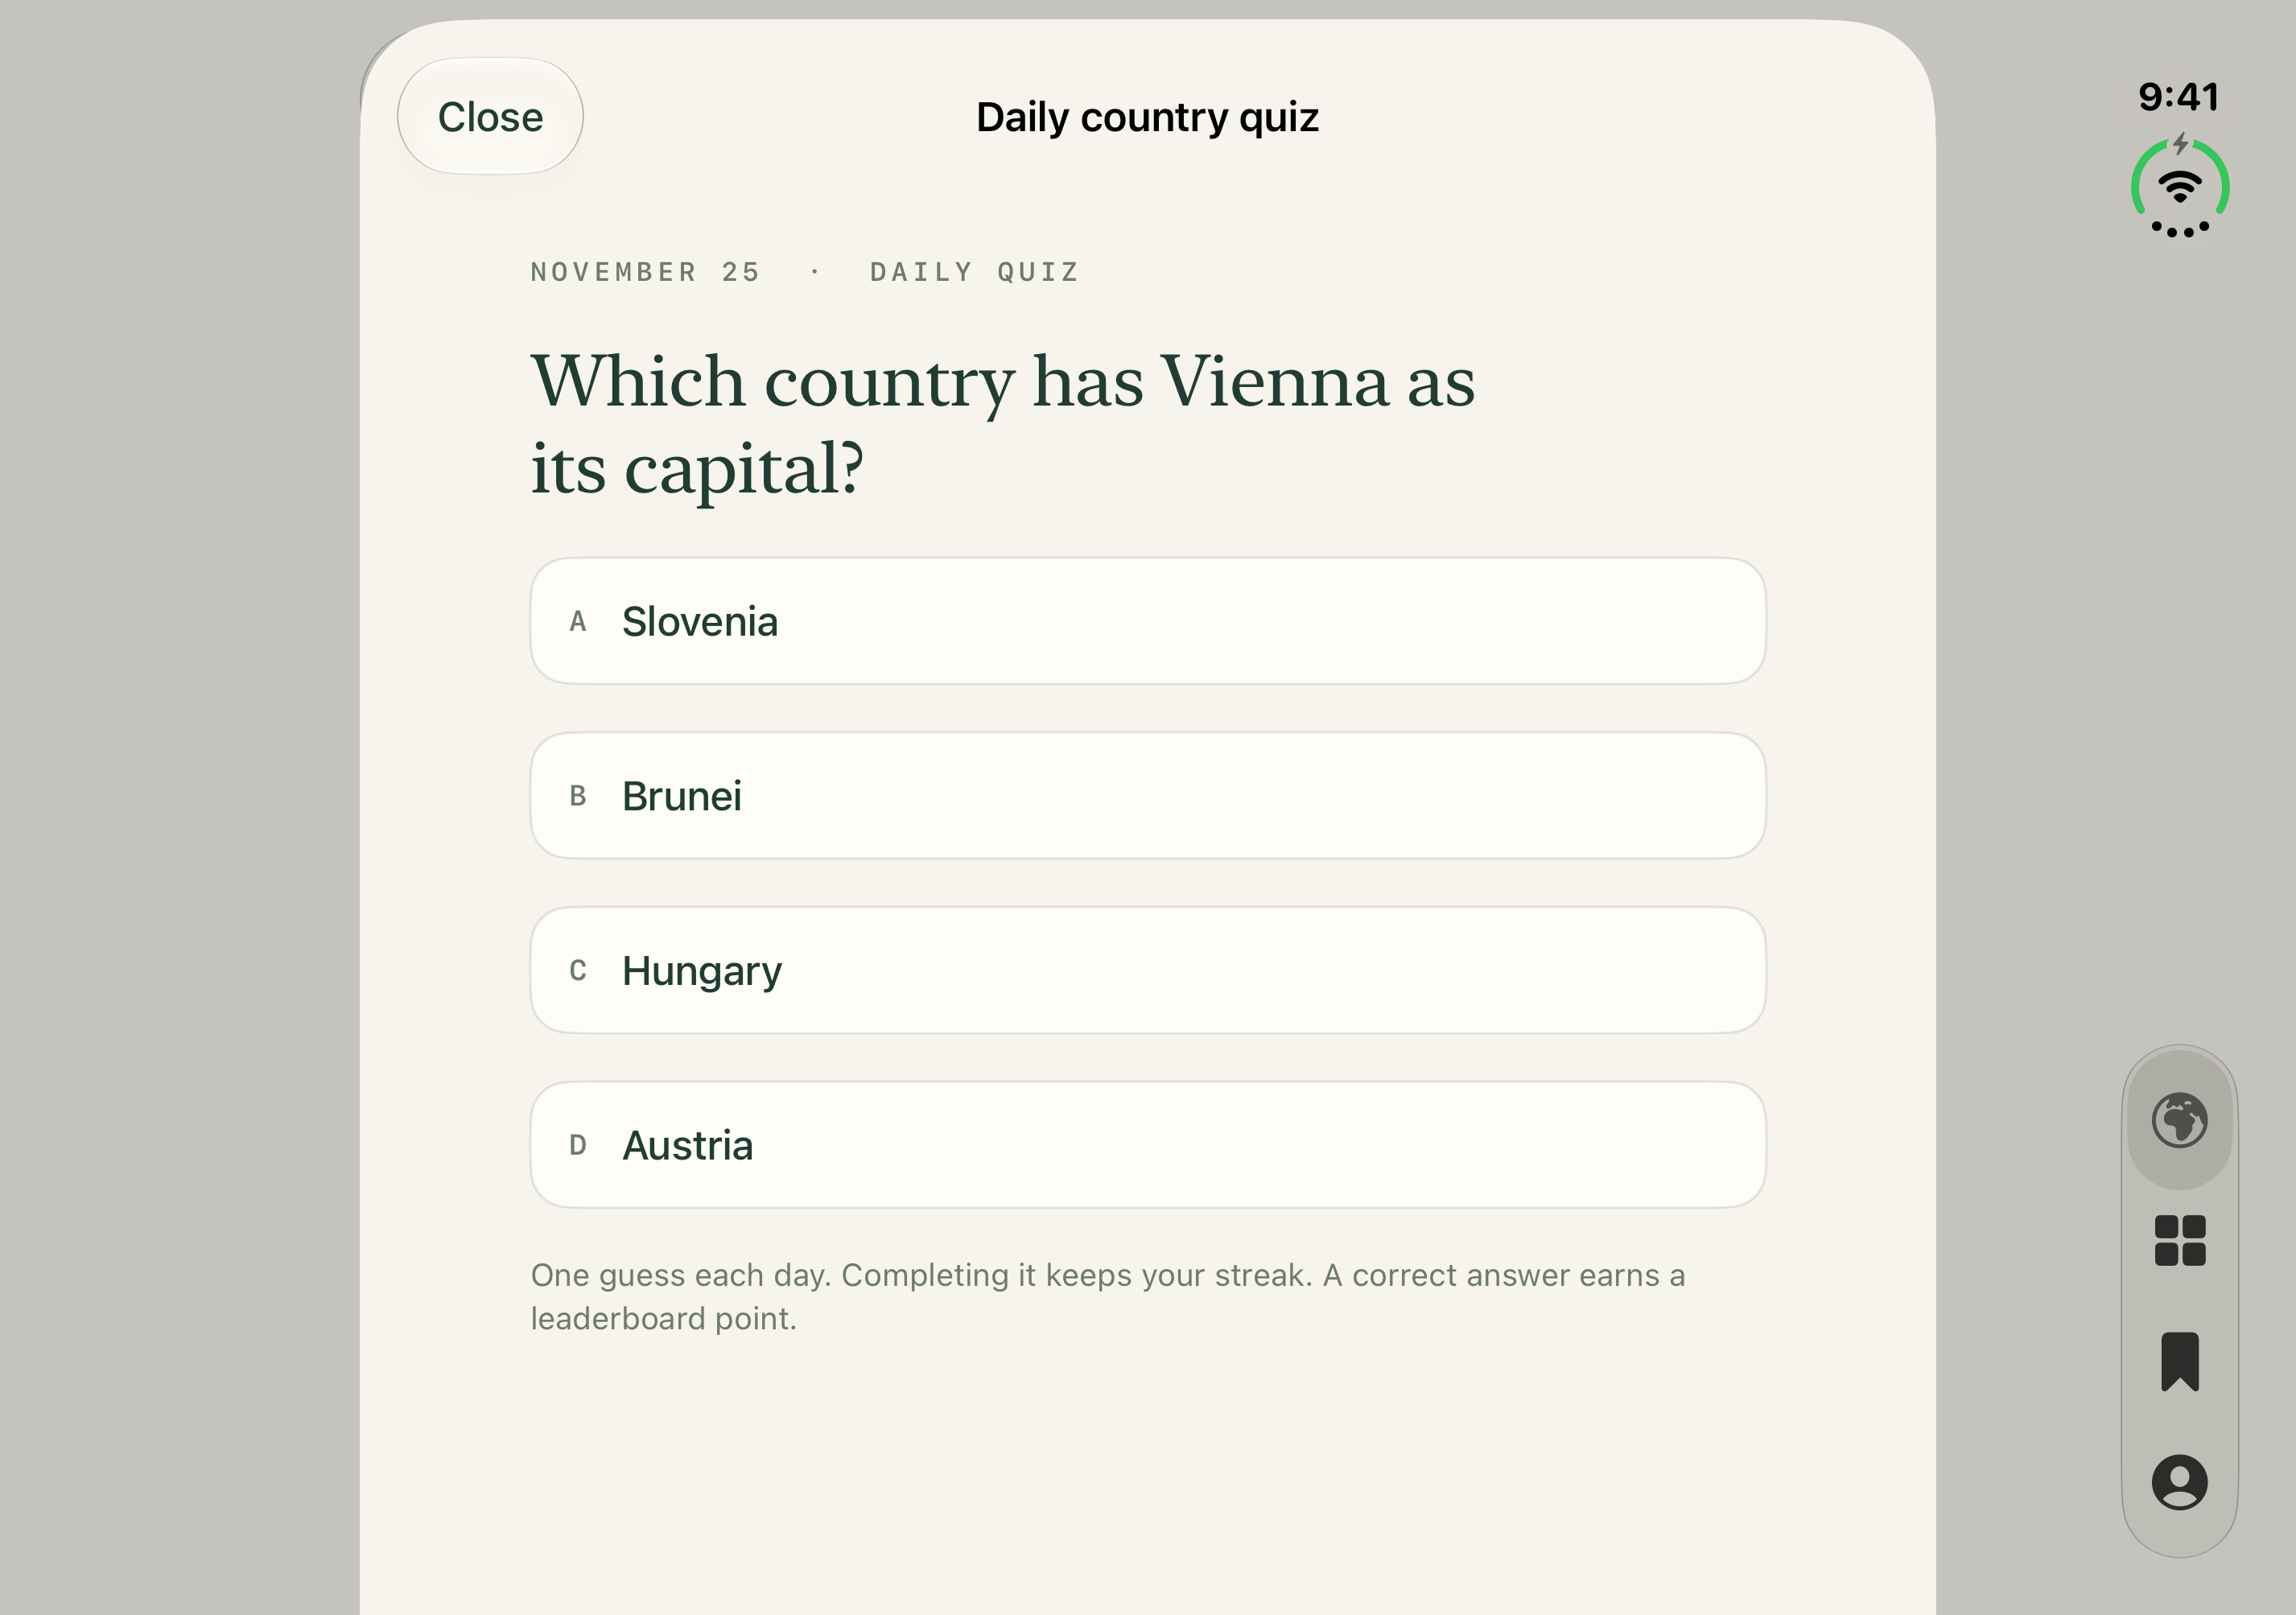 Close
Daily country quiz
9:41
NOVEMBER 25 · DAILY QUIZ
Which country has Vienna as
its capital?
A Slovenia
B Brunei
C Hungary
D Austria
One guess each day. Completing it keeps your streak. A correct answer earns a
leaderboard point.